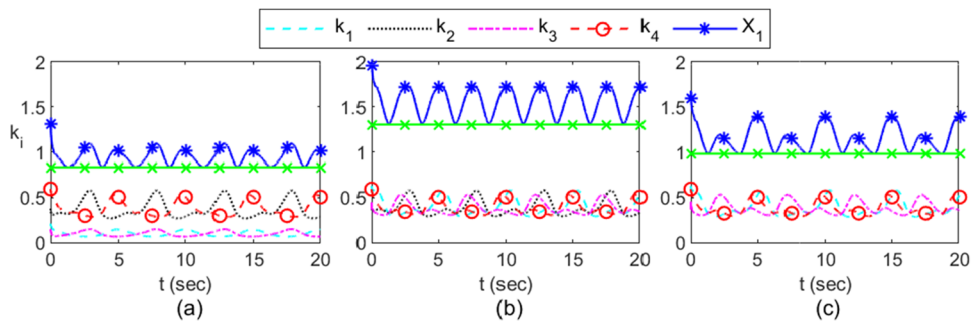 k1 k2 k3 k4 X1
2 2 2
1.5 1.5 1.5
ki 1 1 1
0.5 0.5 0.5
0 0 0
0 5 10 15 20 0 5 10 15 20 0 5 10 15 20
t (sec) t (sec) t (sec)
(a) (b) (c)